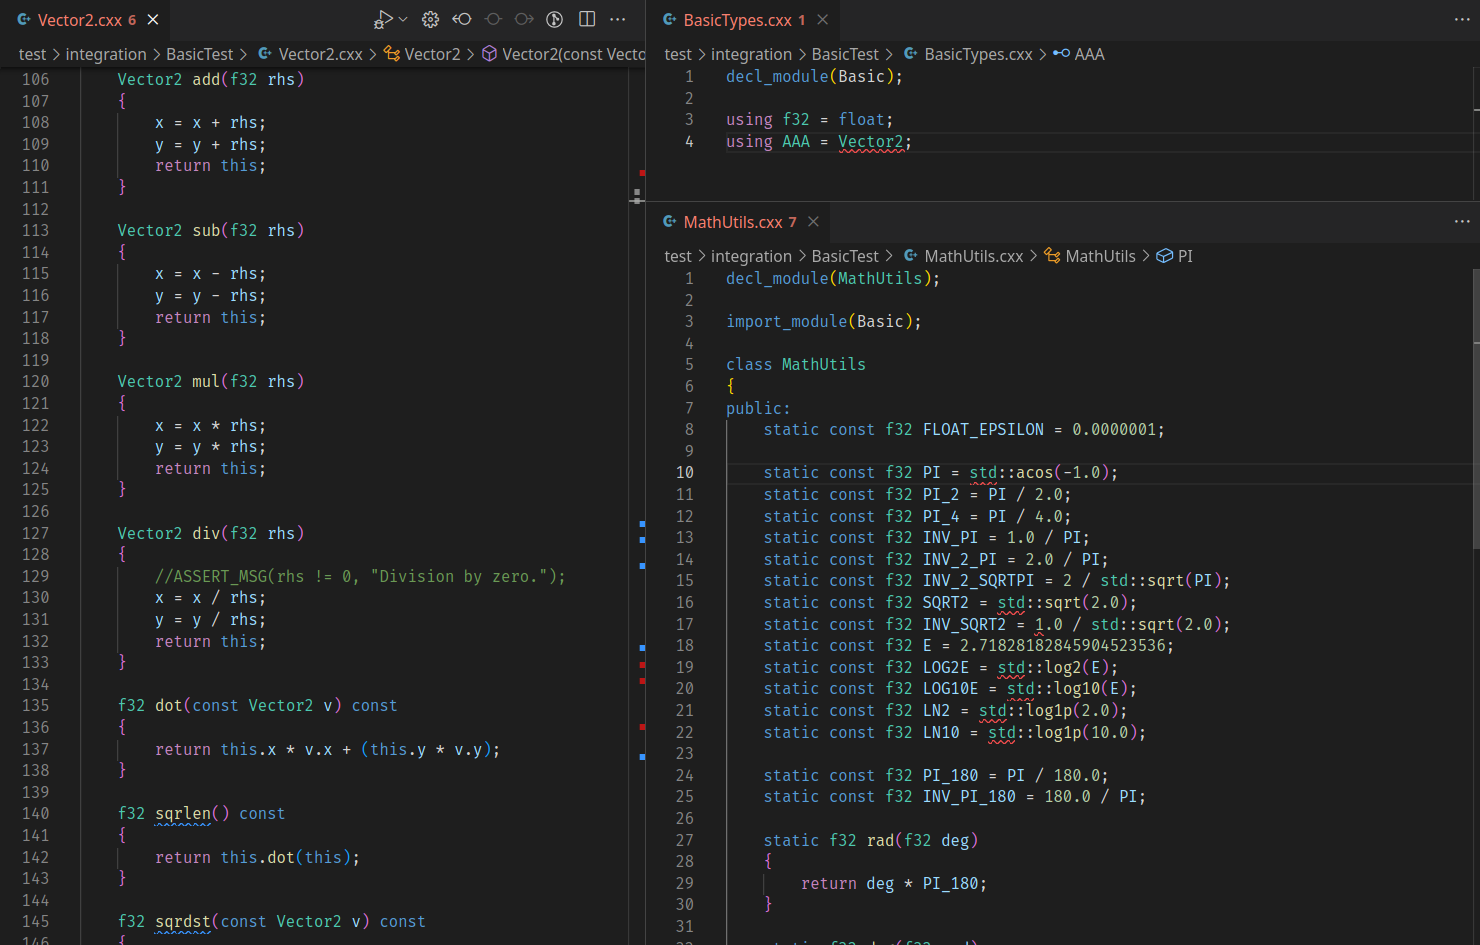 Vector2.cxx 6
test > integration > BasicTest > Vector2.cxx > Vector2 > Vector2(const Vecto
106 Vector2 add(f32 rhs)
107 {
108 x = x + rhs;
109 y = y + rhs;
110 return this;
111 }
112
113 Vector2 sub(f32 rhs)
114 {
115 x = x - rhs;
116 y = y - rhs;
117 return this;
118 }
119
120 Vector2 mul(f32 rhs)
121 {
122 x = x * rhs;
123 y = y * rhs;
124 return this;
125 }
126
127 Vector2 div(f32 rhs)
128 {
129 //ASSERT_MSG(rhs != 0, "Division by zero.");
130 x = x / rhs;
131 y = y / rhs;
132 return this;
133 }
134
135 f32 dot(const Vector2 v) const
136 {
137 return this.x * v.x + (this.y * v.y);
138 }
139
140 f32 sqrlen() const
141 {
142 return this.dot(this);
143 }
144
145 f32 sqrdst(const Vector2 v) const
146 {
BasicTypes.cxx 1
test > integration > BasicTest > BasicTypes.cxx > AAA
1 decl_module(Basic);
2
3 using f32 = float;
4 using AAA = Vector2;
MathUtils.cxx 7
test > integration > BasicTest > MathUtils.cxx > MathUtils > PI
1 decl_module(MathUtils);
2
3 import_module(Basic);
4
5 class MathUtils
6 {
7 public:
8 static const f32 FLOAT_EPSILON = 0.0000001;
9
10 static const f32 PI = std::acos(-1.0);
11 static const f32 PI_2 = PI / 2.0;
12 static const f32 PI_4 = PI / 4.0;
13 static const f32 INV_PI = 1.0 / PI;
14 static const f32 INV_2_PI = 2.0 / PI;
15 static const f32 INV_2_SQRTPI = 2 / std::sqrt(PI);
16 static const f32 SQRT2 = std::sqrt(2.0);
17 static const f32 INV_SQRT2 = 1.0 / std::sqrt(2.0);
18 static const f32 E = 2.71828182845904523536;
19 static const f32 LOG2E = std::log2(E);
20 static const f32 LOG10E = std::log10(E);
21 static const f32 LN2 = std::log1p(2.0);
22 static const f32 LN10 = std::log1p(10.0);
23
24 static const f32 PI_180 = PI / 180.0;
25 static const f32 INV_PI_180 = 180.0 / PI;
26
27 static f32 rad(f32 deg)
28 {
29 return deg * PI_180;
30 }
31